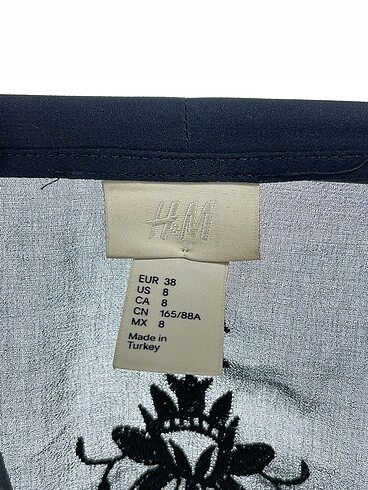 H&M
EUR 38
US 8
CA 8
CN 165/88A
MX 8
Made in
Turkey